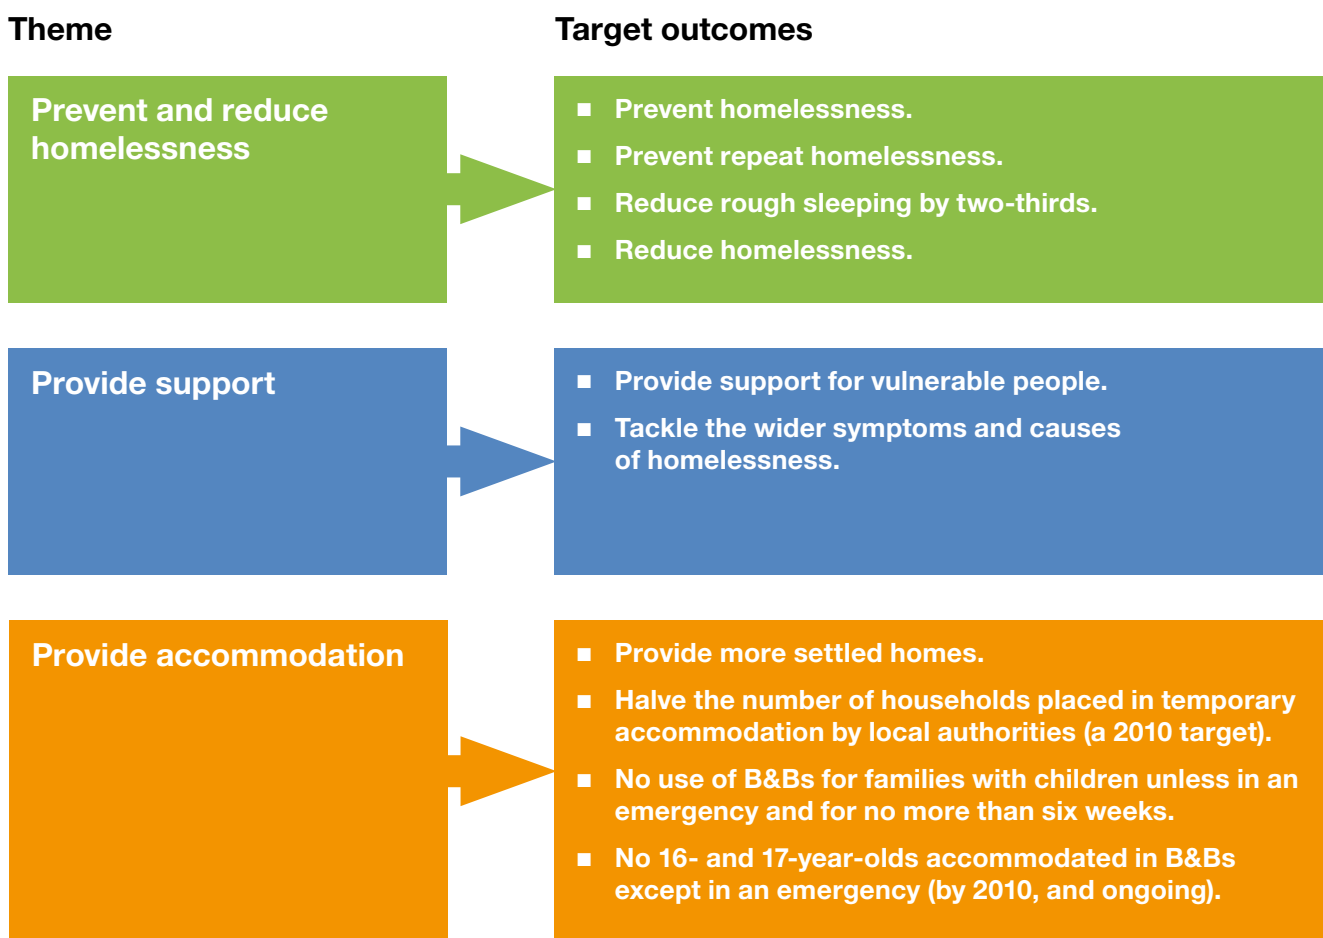 Theme
Target outcomes
Prevent and reduce
homelessness
■ Prevent homelessness.
■ Prevent repeat homelessness.
■ Reduce rough sleeping by two-thirds.
■ Reduce homelessness.
Provide support
■ Provide support for vulnerable people.
■ Tackle the wider symptoms and causes
of homelessness.
Provide accommodation
■ Provide more settled homes.
■ Halve the number of households placed in temporary
accommodation by local authorities (a 2010 target).
■ No use of B&Bs for families with children unless in an
emergency and for no more than six weeks.
■ No 16- and 17-year-olds accommodated in B&Bs
except in an emergency (by 2010, and ongoing).